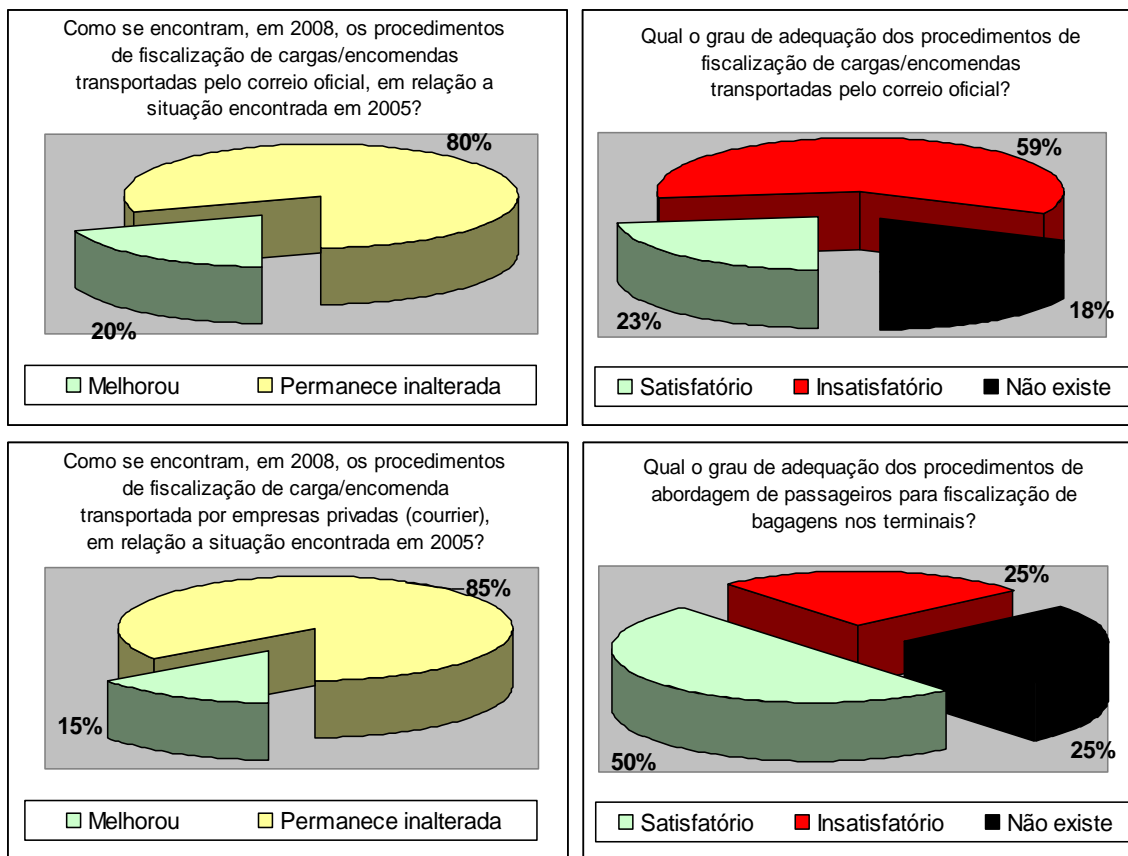 Como se encontram, em 2008, os procedimentos
de fiscalização de cargas/encomendas
transportadas pelo correio oficial, em relação a
situação encontrada em 2005?
80%
20%
Melhorou
Permanece inalterada
Qual o grau de adequação dos procedimentos de
fiscalização de cargas/encomendas
transportadas pelo correio oficial?
59%
23%
18%
Satisfatório
Insatisfatório
Não existe
Como se encontram, em 2008, os procedimentos
de fiscalização de carga/encomenda
transportada por empresas privadas (courrier),
em relação a situação encontrada em 2005?
85%
15%
Melhorou
Permanece inalterada
Qual o grau de adequação dos procedimentos de
abordagem de passageiros para fiscalização de
bagagens nos terminais?
25%
50%
25%
Satisfatório
Insatisfatório
Não existe